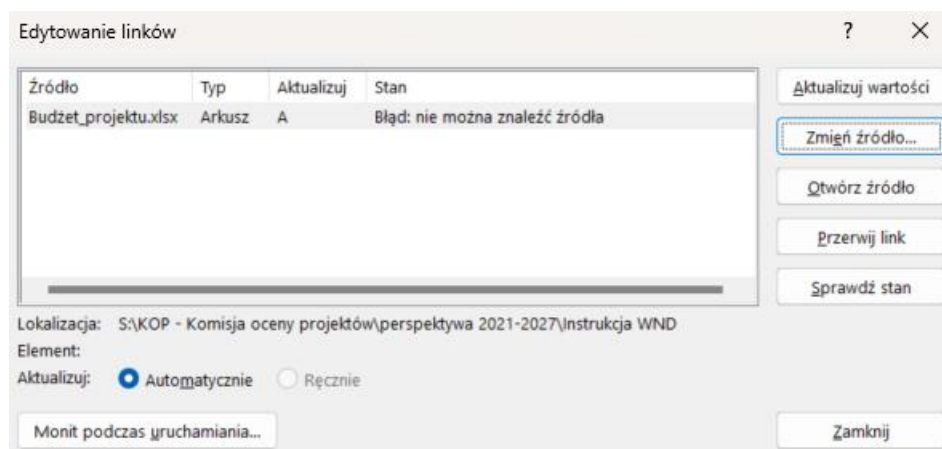 Edytowanie linków ?
Źródło Typ Aktualizuj Stan
Budżet_projektu.xlsx Arkusz A Błąd: nie można znaleźć źródła
Aktualizuj wartości
Zmień źródło...
Otwórz źródło
Przerwij link
Sprawdź stan
Lokalizacja: S:\KOP - Komisja oceny projektów\perspektywa 2021-2027\Instrukcja WND
Element:
Aktualizuj: Automatycznie Ręcznie
Monit podczas uruchamiania... Zamknij